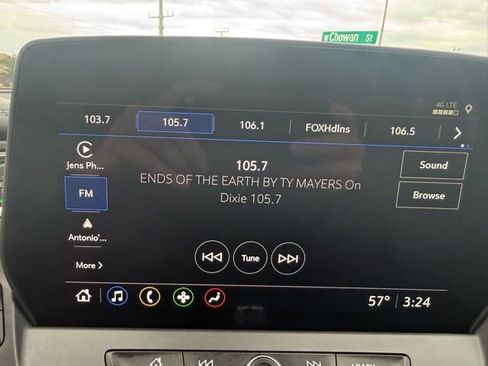 W Chowan St
4G LTE
103.7 105.7 106.1 FOXHdlns 106.5
Jens Ph...
105.7
Sound
ENDS OF THE EARTH BY TY MAYERS On
Dixie 105.7
FM
Browse
Antonio'...
Tune
More >
57° 3:24